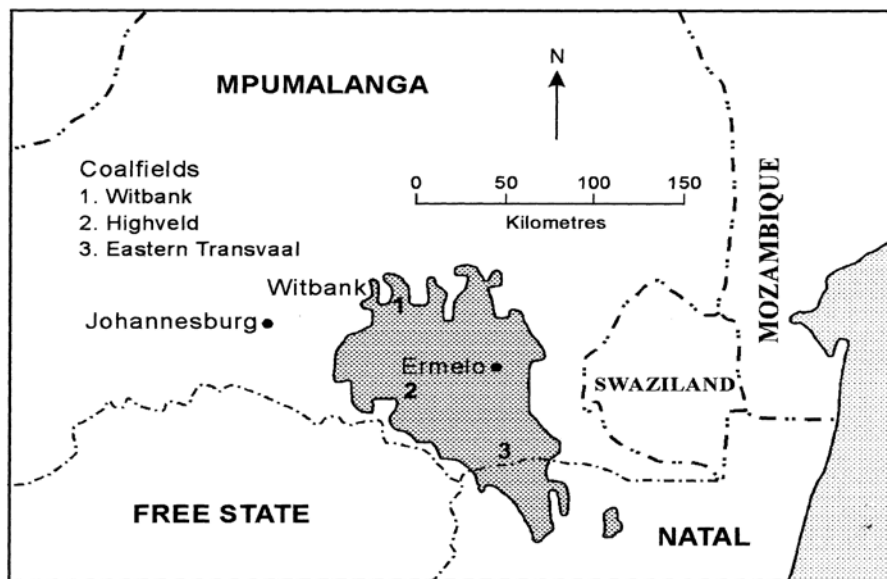 MPUMALANGA
N
Coalfields
1. Witbank
2. Highveld
3. Eastern Transvaal
0 50 100 150
Kilometres
MOZAMBIQUE
Witbank
1
Johannesburg
Ermelo
2
SWAZILAND
3
FREE STATE
NATAL